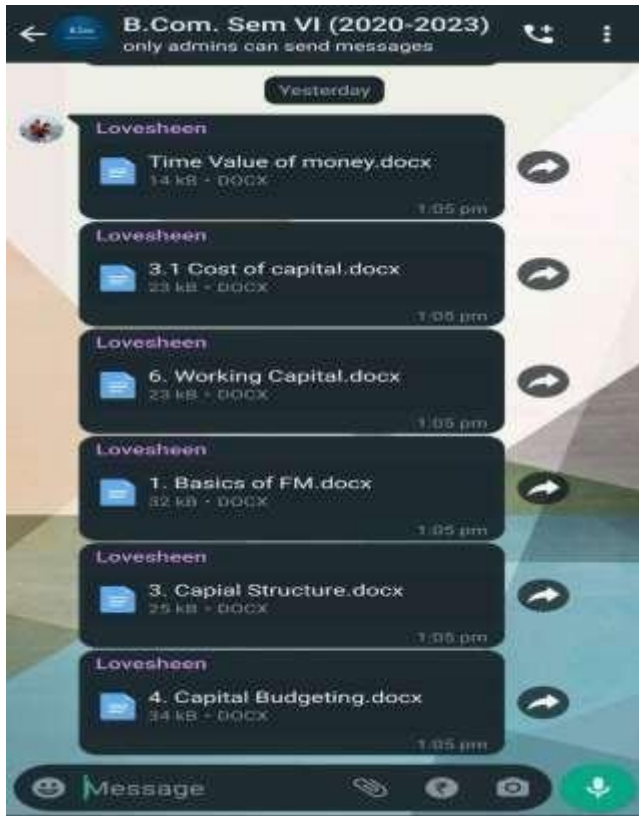 B.Com. Sem VI (2020-2023)
only admins can send messages
Yesterday
Lovesheen
Time Value of money.docx
14 kB • DOCX
1:05 pm
Lovesheen
3.1 Cost of capital.docx
23 kB • DOCX
1:05 pm
Lovesheen
6. Working Capital.docx
23 kB • DOCX
1:05 pm
Lovesheen
1. Basics of FM.docx
32 kB • DOCX
1:05 pm
Lovesheen
3. Capial Structure.docx
25 kB • DOCX
1:05 pm
Lovesheen
4. Capital Budgeting.docx
34 kB • DOCX
1:05 pm
Message